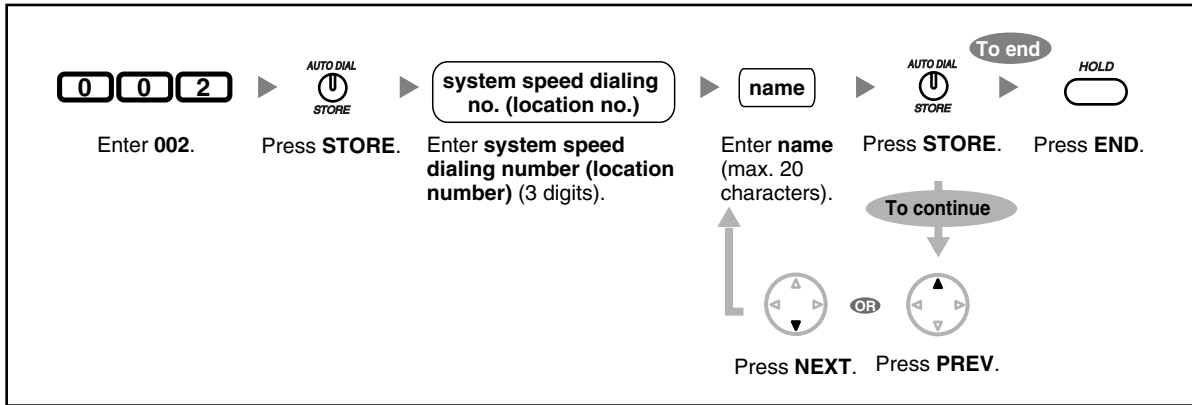 To end
AUTO DIAL
AUTO DIAL
HOLD
0 0 2
system speed dialing
no. (location no.)
name
STORE
STORE
Enter 002.
Press STORE.
Enter system speed
dialing number (location
number) (3 digits).
Enter name
(max. 20
characters).
Press STORE.
Press END.
To continue
OR
Press NEXT.
Press PREV.